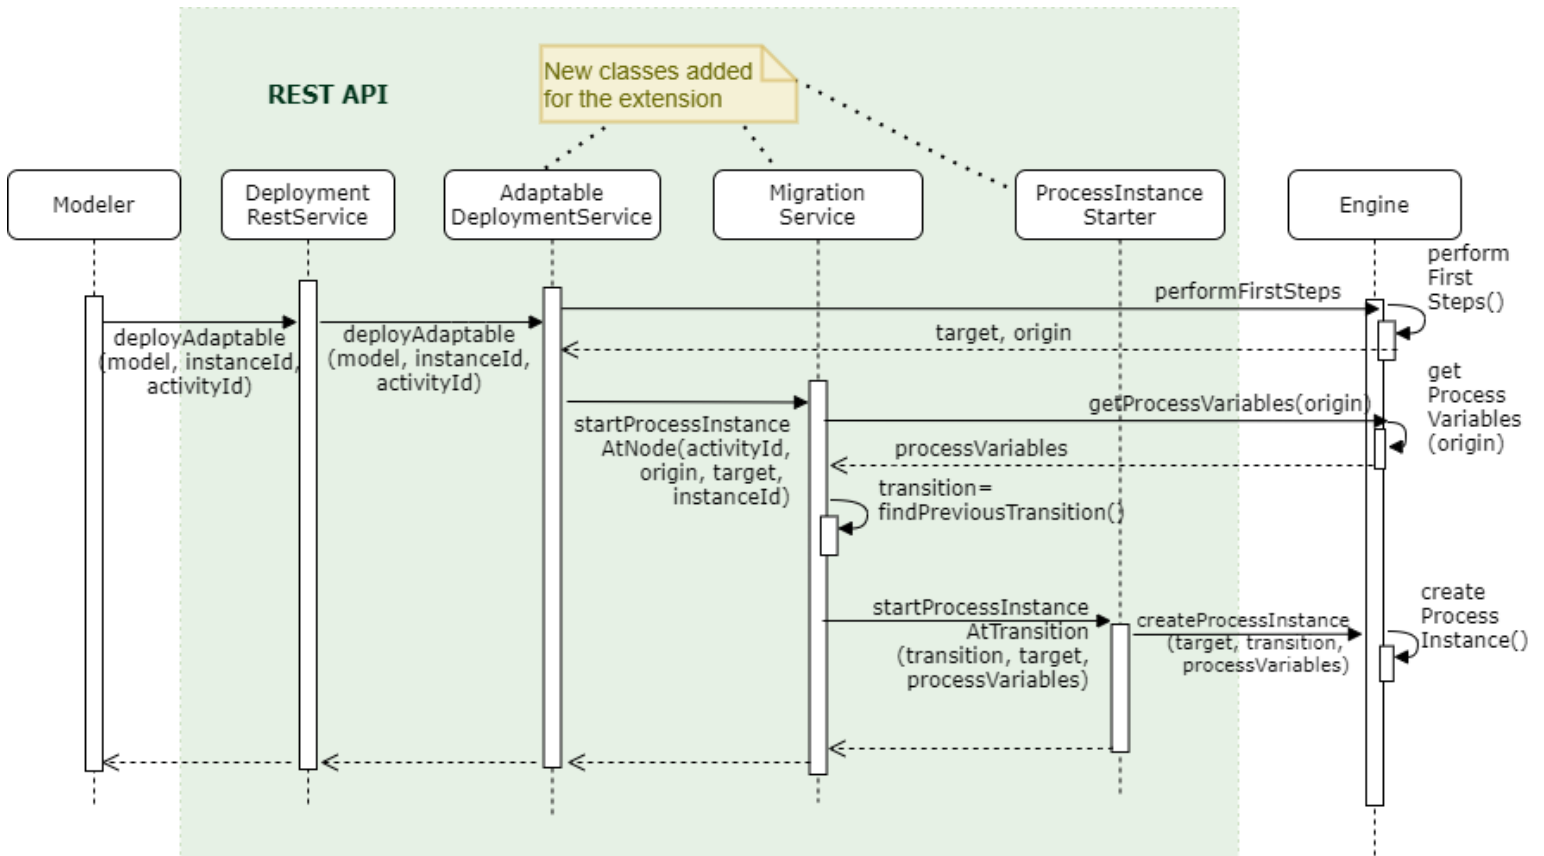 New classes added
for the extension
REST API
Modeler
Deployment
RestService
Adaptable
DeploymentService
Migration
Service
ProcessInstance
Starter
Engine
perform
First
Steps()
performFirstSteps
deployAdaptable
(model, instanceId,
activityId)
deployAdaptable
(model, instanceId,
activityId)
target, origin
get
Process
Variables
(origin)
getProcessVariables(origin)
startProcessInstance
AtNode(activityId,
origin, target,
instanceId)
processVariables
transition=
findPreviousTransition()
create
Process
Instance()
startProcessInstance
AtTransition
(transition, target,
processVariables)
createProcessInstance
(target, transition,
processVariables)